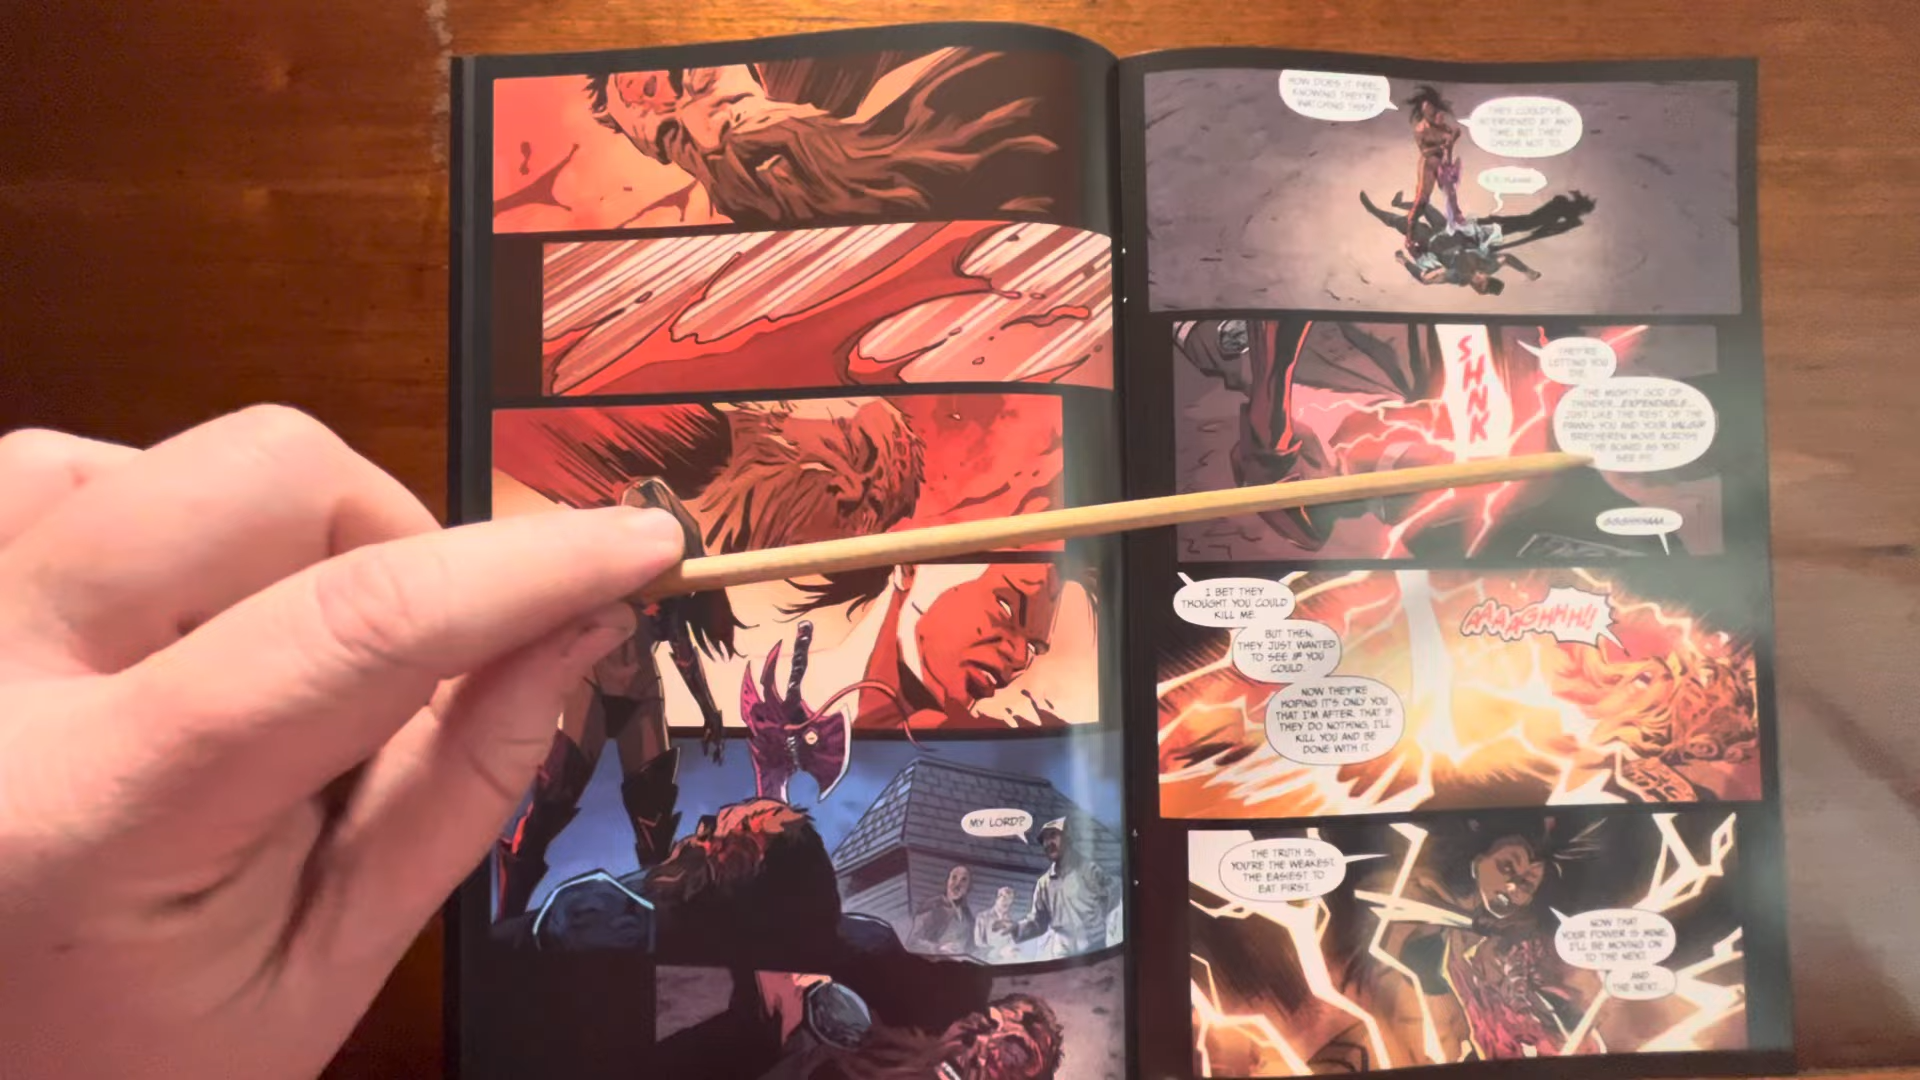 MY LORD?
HOW DOES IT FEEL,
KNOWING THEY'RE
WATCHING THIS?
THEY COULD'VE
INTERVENED AT ANY
TIME, BUT THEY
CHOSE NOT TO.
SHNK
THEY'RE
LETTING YOU
DIE.
THE MIGHTY GOD OF
THUNDER...EXPENDABLE...
JUST LIKE THE REST OF THE
PAWNS YOU AND YOUR VALOUR
BRETHEREN MOVE ACROSS
THE BOARD AS YOU
SEE FIT.
I BET THEY
THOUGHT YOU COULD
KILL ME.
BUT THEN,
THEY JUST WANTED
TO SEE IF YOU
COULD.
NOW THEY'RE
HOPING IT'S ONLY YOU
THAT I'M AFTER. THAT IF
THEY DO NOTHING, I'LL
KILL YOU AND BE
DONE WITH IT.
AAAAGHHH!!
THE TRUTH IS,
YOU'RE THE WEAKEST.
THE EASIEST TO
EAT FIRST.
NOW THAT
YOUR POWER IS MINE,
I'LL BE MOVING ON
TO THE NEXT.
AND
THE NEXT...